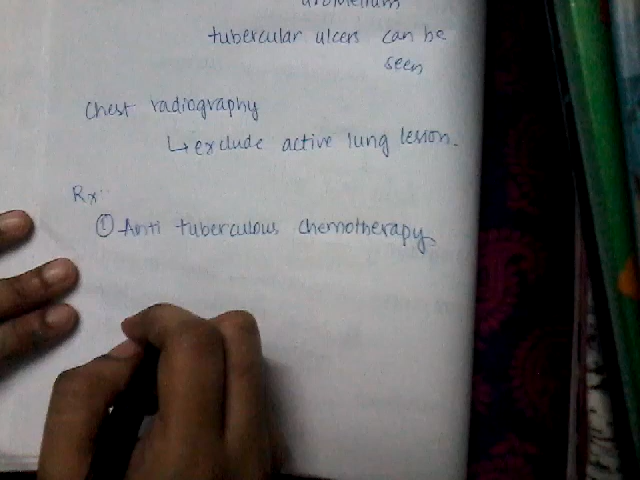 tubercular ulcers can be
seen
Chest radiography
↳ exclude active lung lesion.
Rx:
① Anti tuberculous chemotherapy